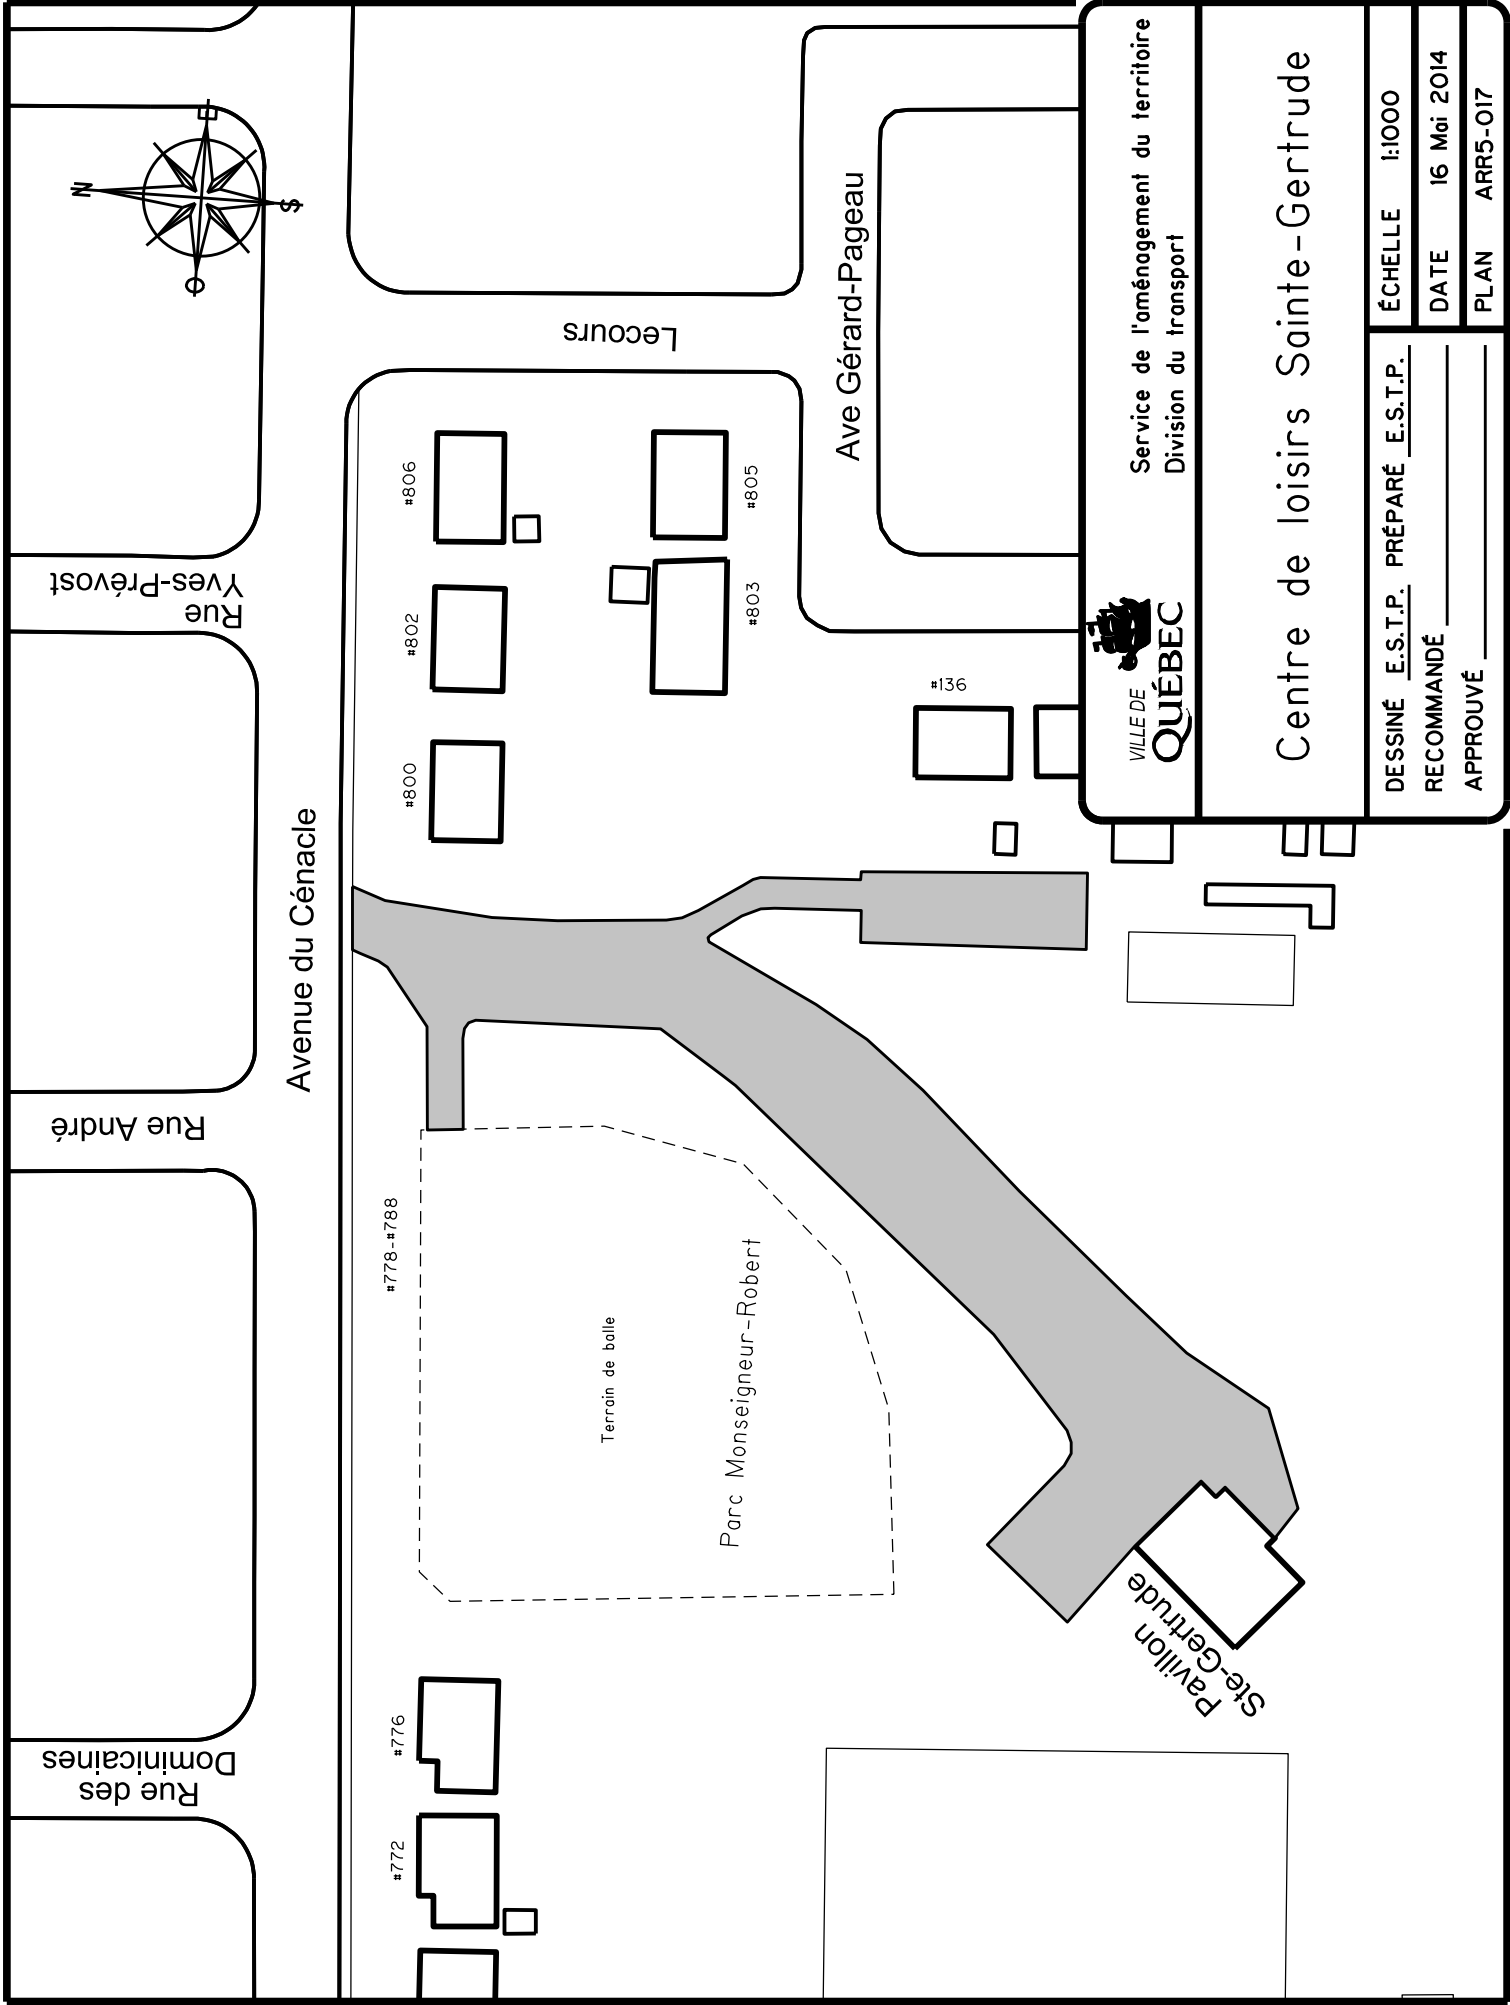 N
E
S
O
Rue
Yves-Prévost
Rue André
Rue des
Dominicaines
Avenue du Cénacle
Lecours
Ave Gérard-Pageau
#806
#802
#800
#805
#803
#136
#778-#788
#776
#772
Terrain de balle
Parc Monseigneur-Robert
Pavillon
Ste-Gertrude
VILLE DE
QUÉBEC
Service de l'aménagement du territoire
Division du transport
Centre de loisirs Sainte-Gertrude
DESSINÉ E.S.T.P. PRÉPARÉ E.S.T.P.
RECOMMANDÉ
APPROUVÉ
ÉCHELLE 1:1000
DATE 16 Mai 2014
PLAN ARR5-017